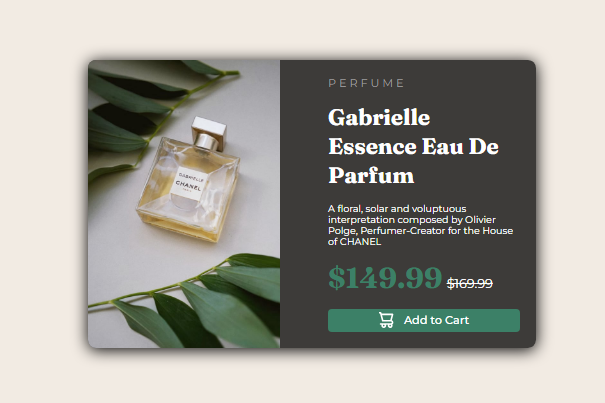 GABRIELLE
CHANEL
PARIS
PERFUME
Gabrielle
Essence Eau De
Parfum
A floral, solar and voluptuous
interpretation composed by Olivier
Polge, Perfumer-Creator for the House
of CHANEL
$149.99 $169.99
Add to Cart